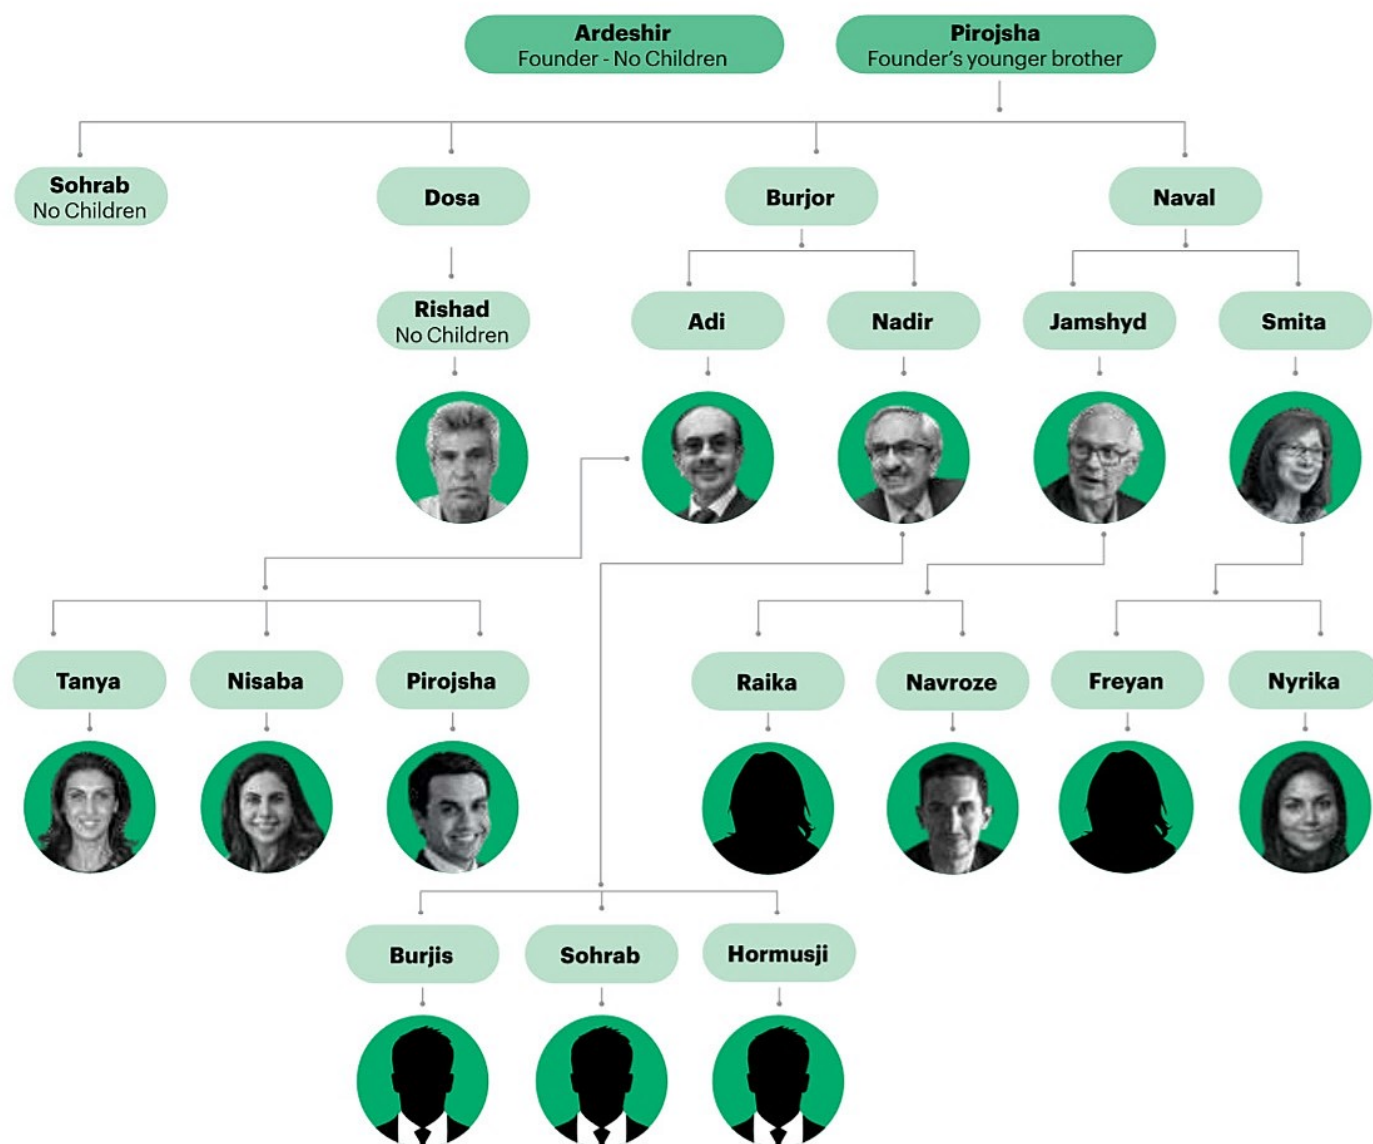 Ardeshir
Founder - No Children
Pirojsha
Founder's younger brother
Sohrab
No Children
Dosa
Burjor
Naval
Rishad
No Children
Adi
Nadir
Jamshyd
Smita
Tanya
Nisaba
Pirojsha
Raika
Navroze
Freyan
Nyrika
Burjis
Sohrab
Hormusji